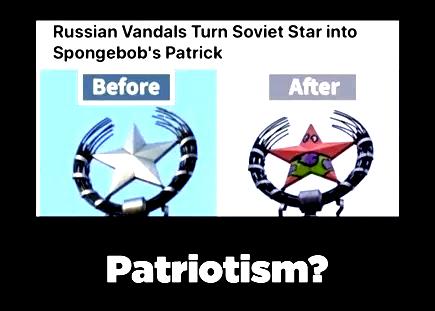 Russian Vandals Turn Soviet Star into
Spongebob's Patrick
Before
After
Patriotism?